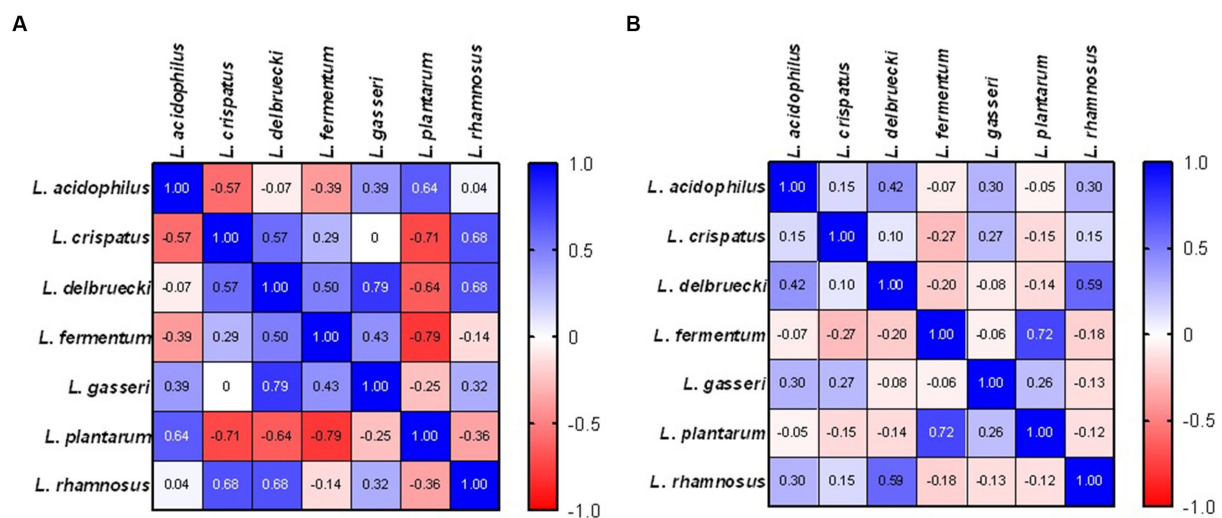 A
L. acidophilus L. crispatus L. delbruecki L. fermentum L. gasseri L. plantarum L. rhamnosus
L. acidophilus 1.00 -0.57 -0.07 -0.39 0.39 0.64 0.04
L. crispatus -0.57 1.00 0.57 0.29 0 -0.71 0.68
L. delbruecki -0.07 0.57 1.00 0.50 0.79 -0.64 0.68
L. fermentum -0.39 0.29 0.50 1.00 0.43 -0.79 -0.14
L. gasseri 0.39 0 0.79 0.43 1.00 -0.25 0.32
L. plantarum 0.64 -0.71 -0.64 -0.79 -0.25 1.00 -0.36
L. rhamnosus 0.04 0.68 0.68 -0.14 0.32 -0.36 1.00
1.0
0.5
0
-0.5
-1.0
B
L. acidophilus L. crispatus L. delbruecki L. fermentum L. gasseri L. plantarum L. rhamnosus
L. acidophilus 1.00 0.15 0.42 -0.07 0.30 -0.05 0.30
L. crispatus 0.15 1.00 0.10 -0.27 0.27 -0.15 0.15
L. delbruecki 0.42 0.10 1.00 -0.20 -0.08 -0.14 0.59
L. fermentum -0.07 -0.27 -0.20 1.00 -0.06 0.72 -0.18
L. gasseri 0.30 0.27 -0.08 -0.06 1.00 0.26 -0.13
L. plantarum -0.05 -0.15 -0.14 0.72 0.26 1.00 -0.12
L. rhamnosus 0.30 0.15 0.59 -0.18 -0.13 -0.12 1.00
1.0
0.5
0
-0.5
-1.0